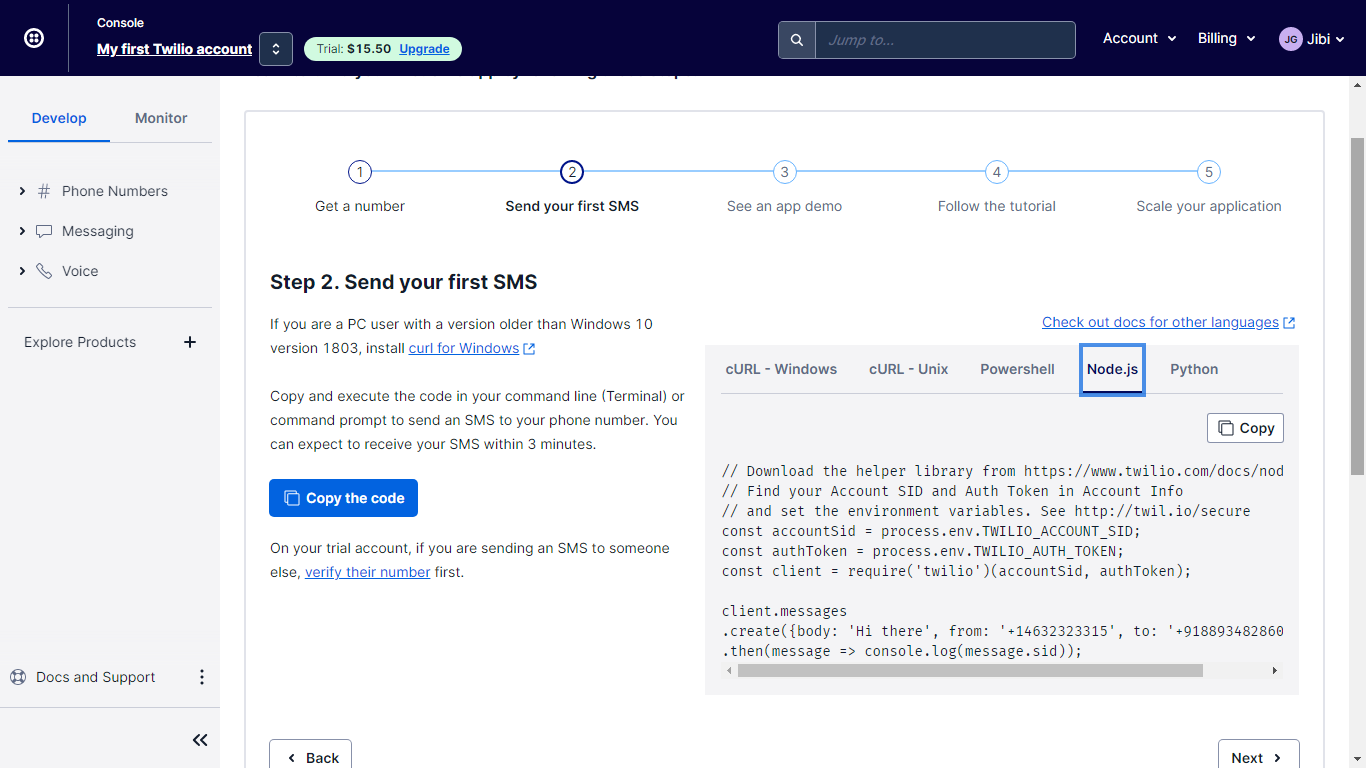 Console
My first Twilio account
Trial: $15.50 Upgrade
Jump to...
Account
Billing
JG
Jibi
Develop
Monitor
Phone Numbers
Messaging
Voice
Explore Products
Docs and Support
1
2
3
4
5
Get a number
Send your first SMS
See an app demo
Follow the tutorial
Scale your application
Step 2. Send your first SMS
If you are a PC user with a version older than Windows 10
version 1803, install curl for Windows
Copy and execute the code in your command line (Terminal) or
command prompt to send an SMS to your phone number. You
can expect to receive your SMS within 3 minutes.
Copy the code
On your trial account, if you are sending an SMS to someone
else, verify their number first.
Check out docs for other languages
cURL - Windows
cURL - Unix
Powershell
Node.js
Python
Copy
// Download the helper library from https://www.twilio.com/docs/nod
// Find your Account SID and Auth Token in Account Info
// and set the environment variables. See http://twil.io/secure
const accountSid = process.env.TWILIO_ACCOUNT_SID;
const authToken = process.env.TWILIO_AUTH_TOKEN;
const client = require('twilio')(accountSid, authToken);
client.messages
.create({body: 'Hi there', from: '+14632323315', to: '+918893482860
.then(message => console.log(message.sid));
Back
Next